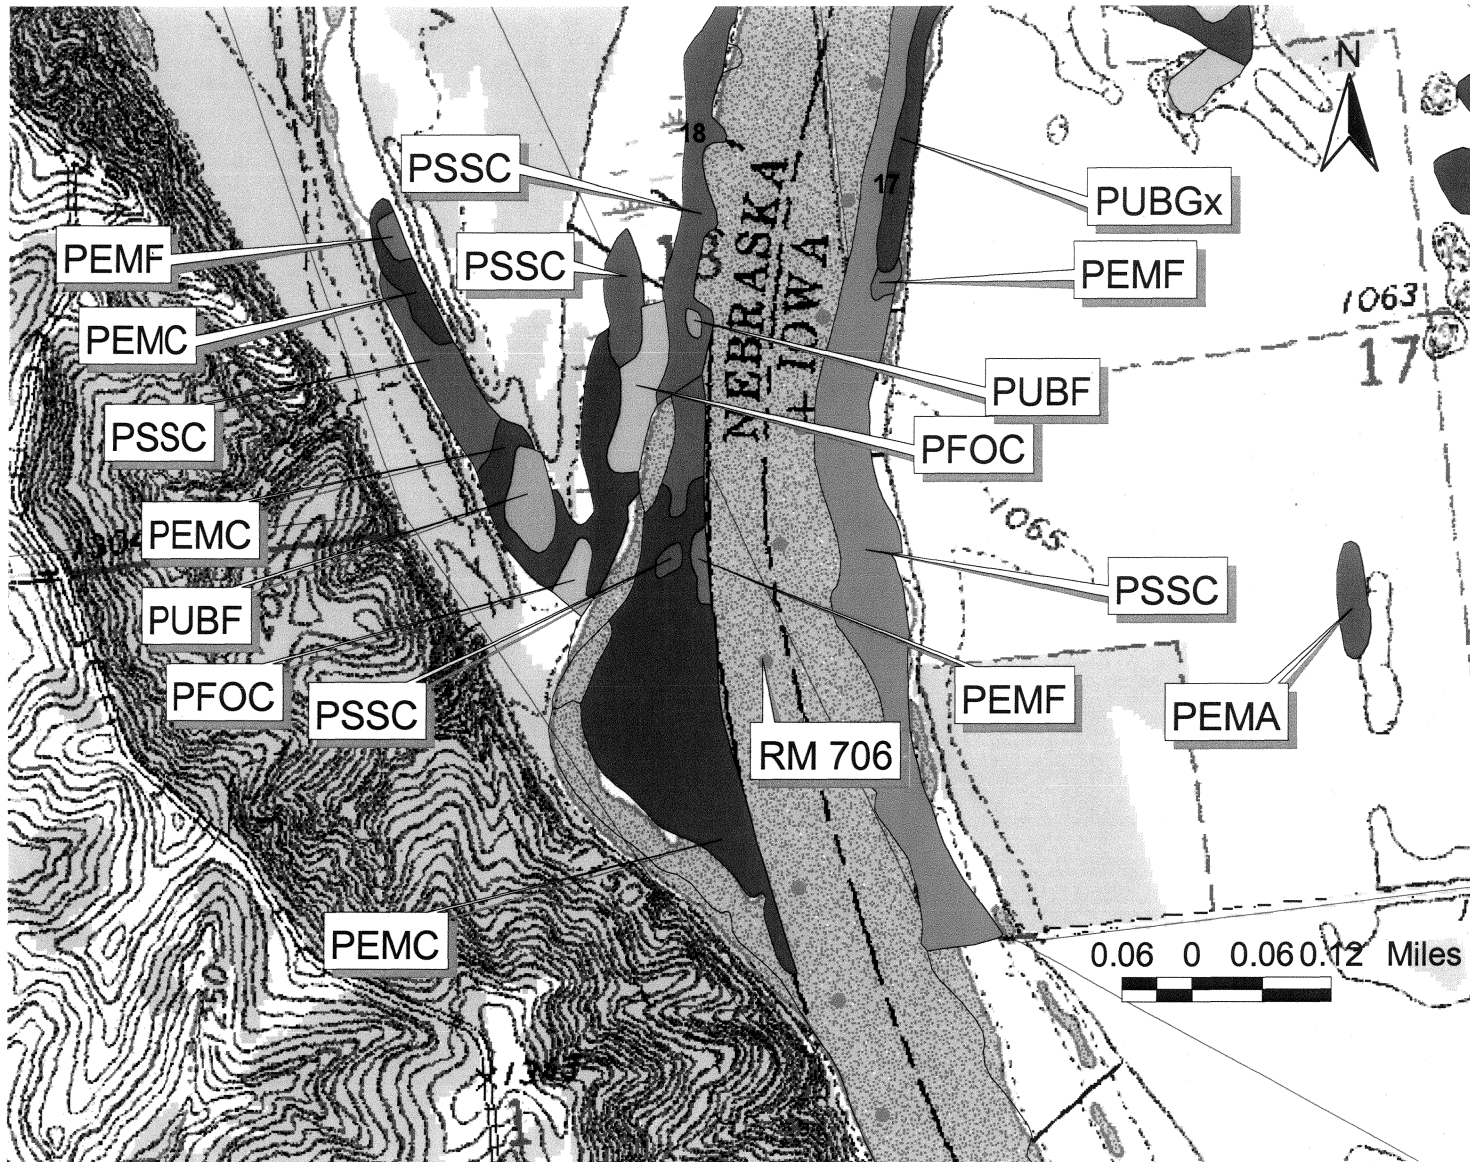 N
18
PSSC
17
PUBGx
PEMF
PSSC
PEMF
NEBRASKA
IOWA
1063
17
PEMC
PUBF
PSSC
PFOC
PEMC
1065
PSSC
PUBF
PFOC
PSSC
PEMF
PEMA
RM 706
PEMC
0.06 0 0.06 0.12 Miles